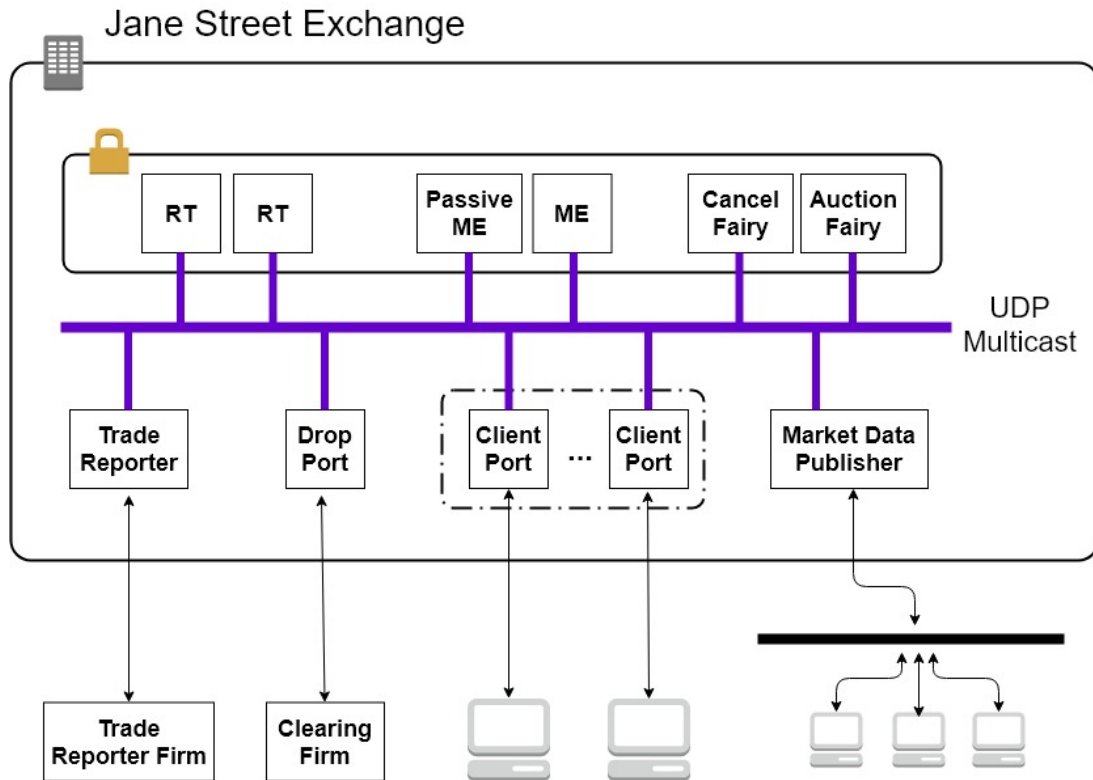 Jane Street Exchange
RT
RT
Passive
ME
ME
Cancel
Fairy
Auction
Fairy
UDP
Multicast
Trade
Reporter
Drop
Port
Client
Port
...
Client
Port
Market Data
Publisher
Trade
Reporter Firm
Clearing
Firm